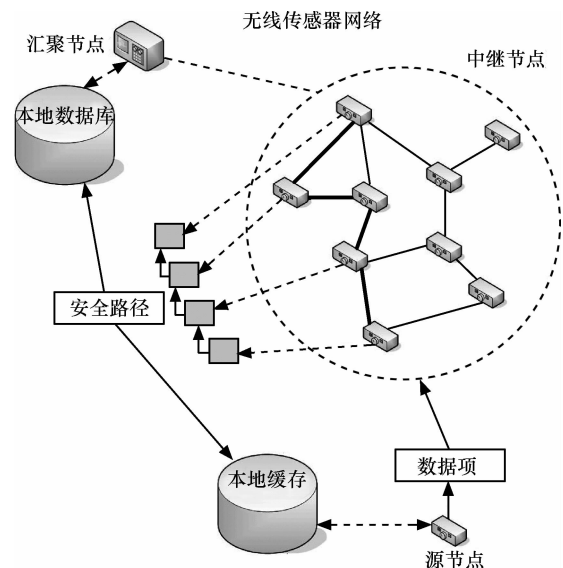 无线传感器网络
汇聚节点
中继节点
本地数据库
安全路径
数据项
本地缓存
源节点